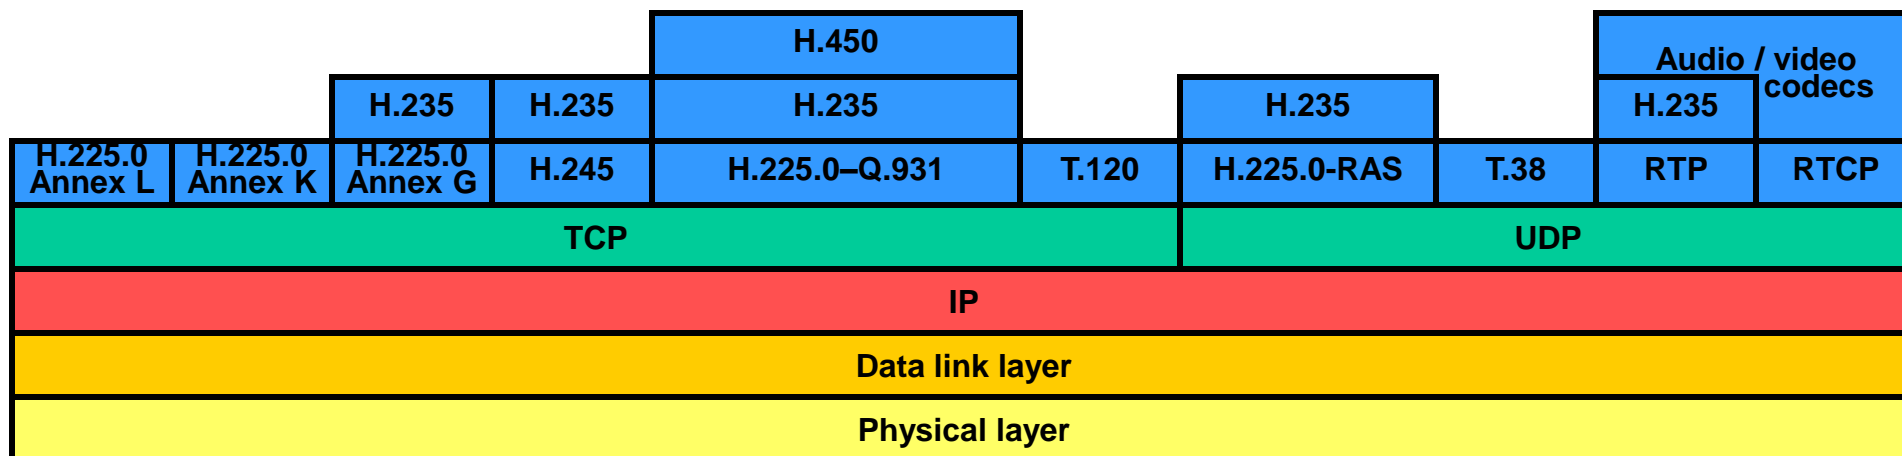 H.450
Audio / video
codecs
H.235
H.235
H.235
H.235
H.235
H.225.0
Annex L
H.225.0
Annex K
H.225.0
Annex G
H.245
H.225.0–Q.931
T.120
H.225.0-RAS
T.38
RTP
RTCP
TCP
UDP
IP
Data link layer
Physical layer